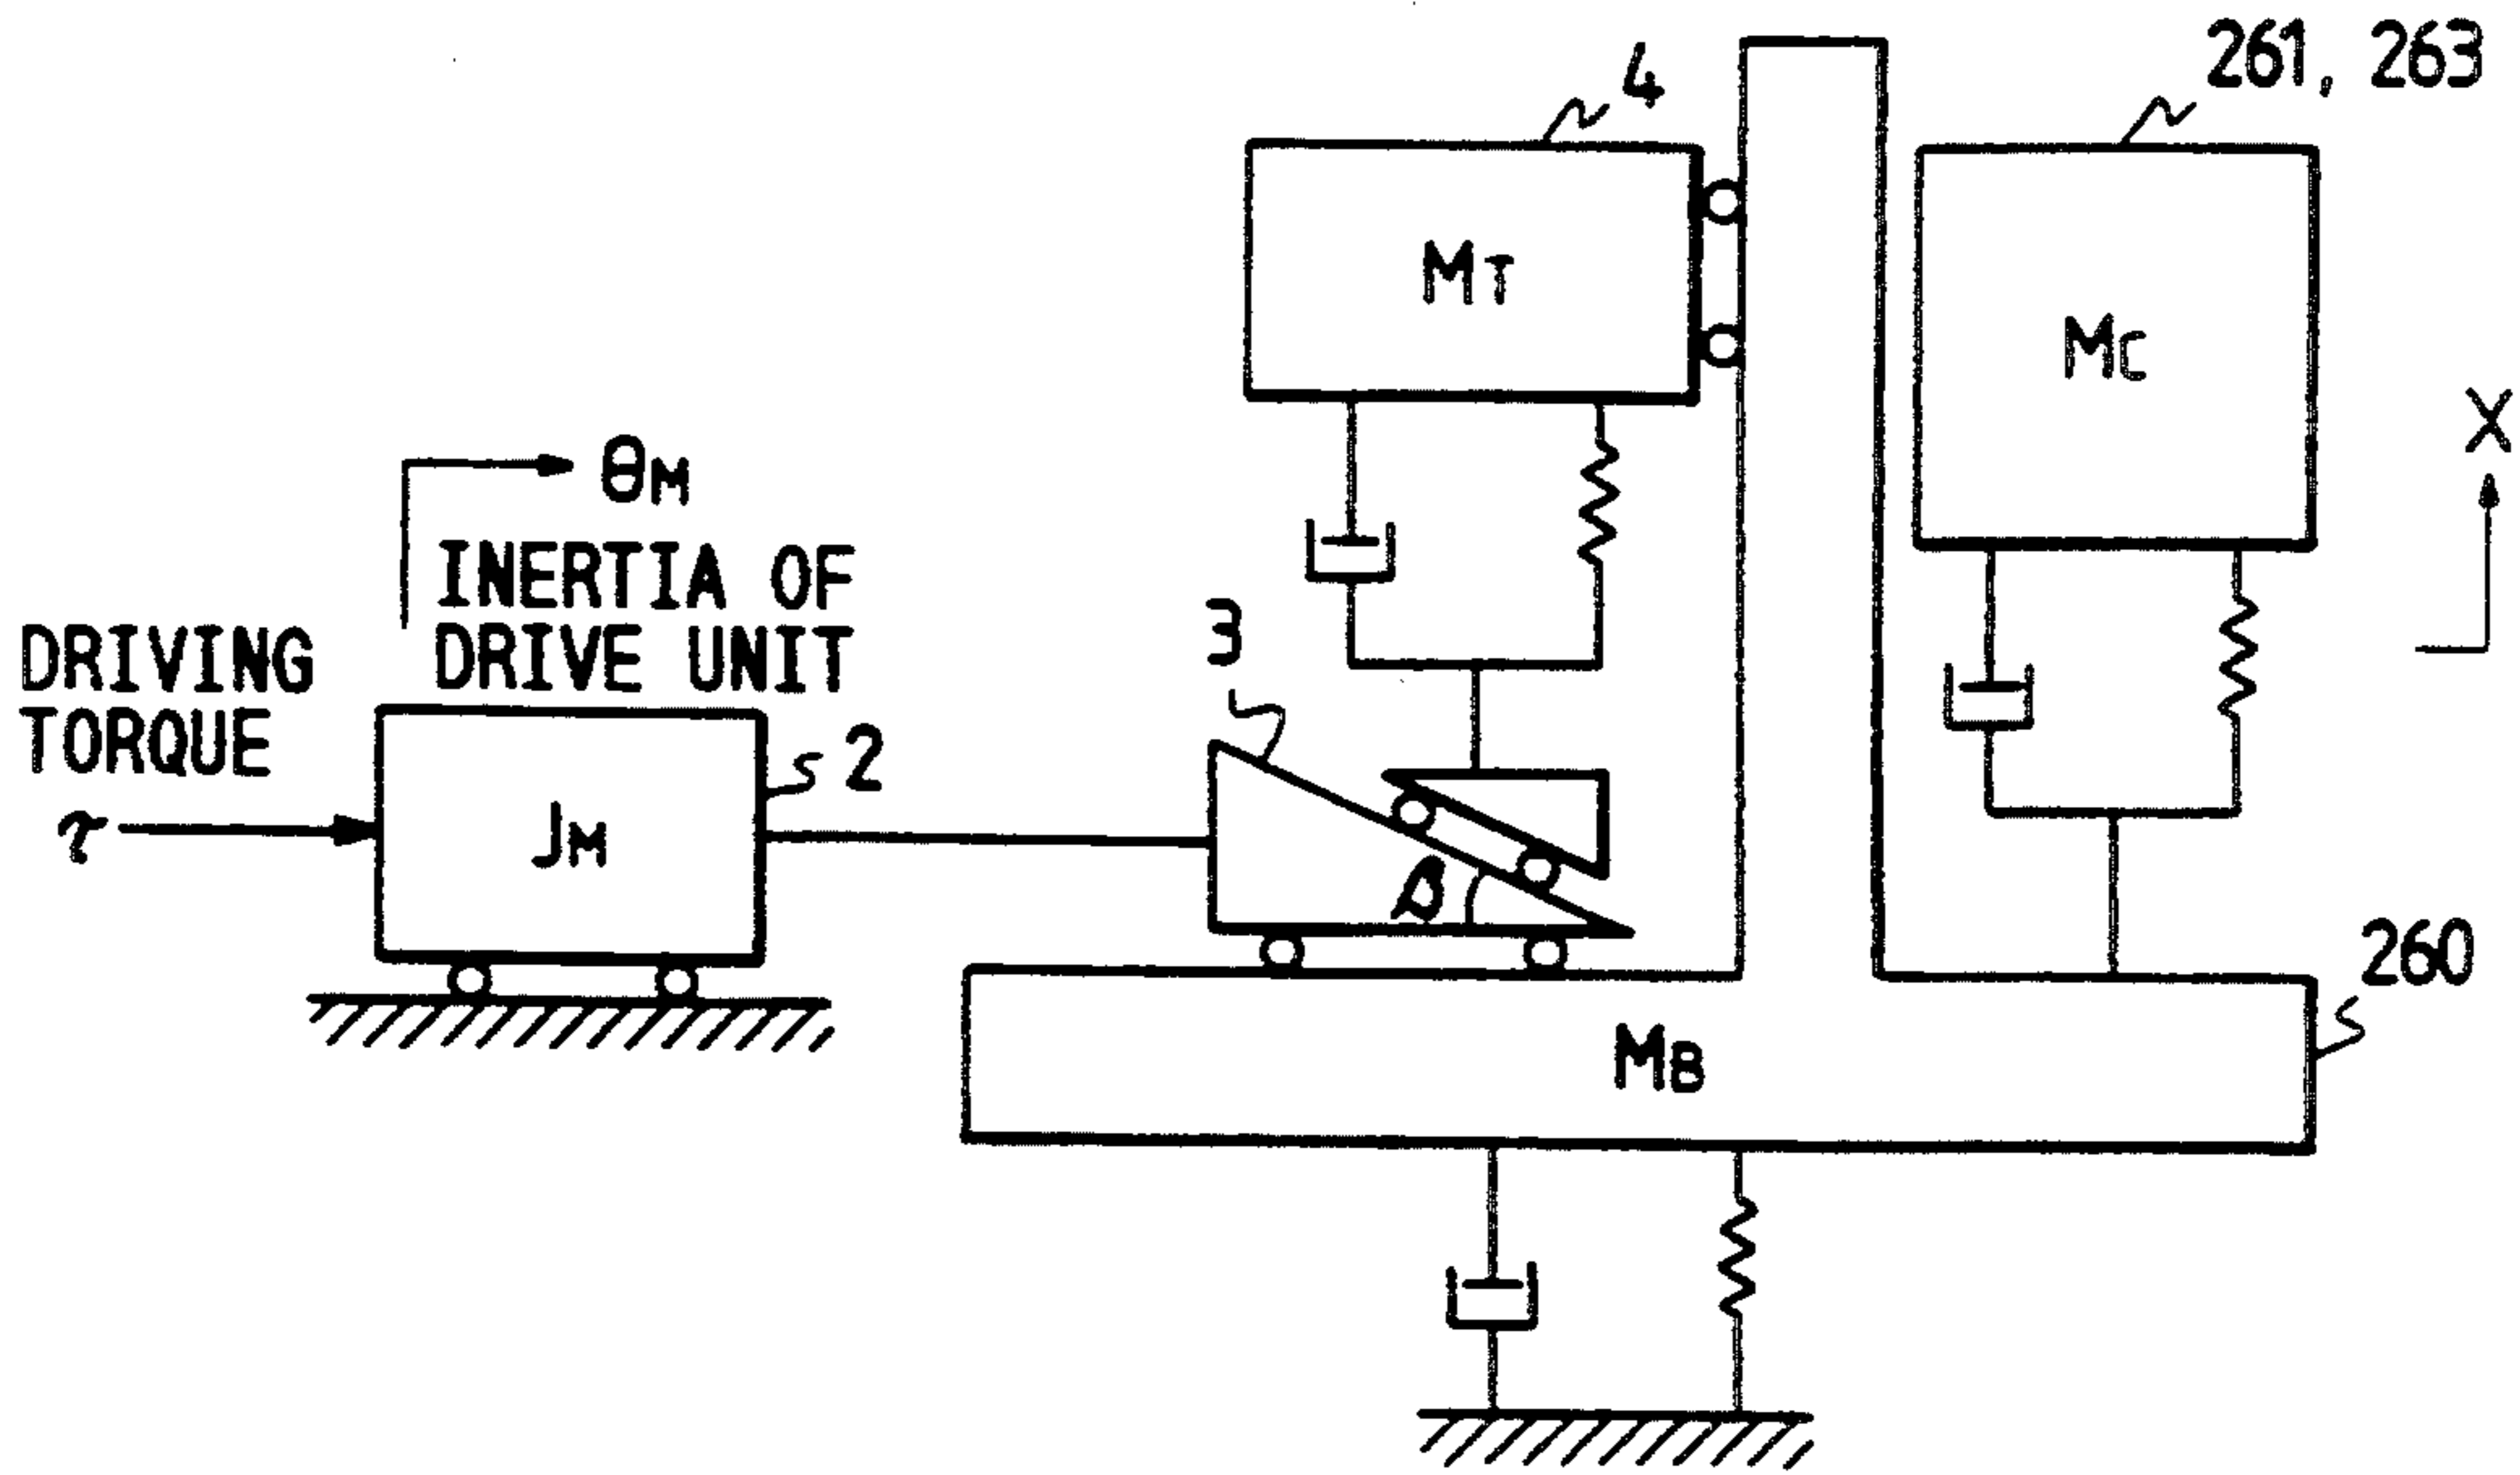 261, 263
4
MT
MC
X
θM
INERTIA OF
DRIVE UNIT
DRIVING
TORQUE
3
2
τ
JM
β
260
MB